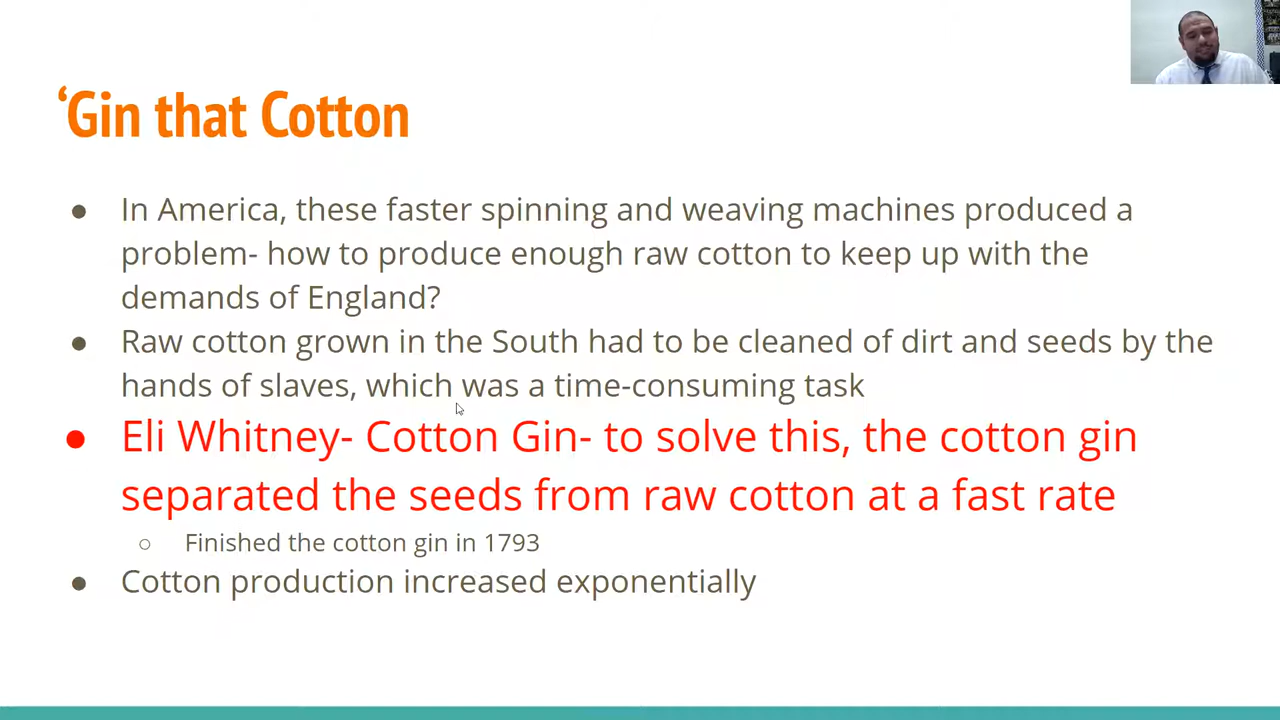 ‘Gin that Cotton
● In America, these faster spinning and weaving machines produced a
problem- how to produce enough raw cotton to keep up with the
demands of England?
● Raw cotton grown in the South had to be cleaned of dirt and seeds by the
hands of slaves, which was a time-consuming task
● Eli Whitney- Cotton Gin- to solve this, the cotton gin
separated the seeds from raw cotton at a fast rate
○ Finished the cotton gin in 1793
● Cotton production increased exponentially